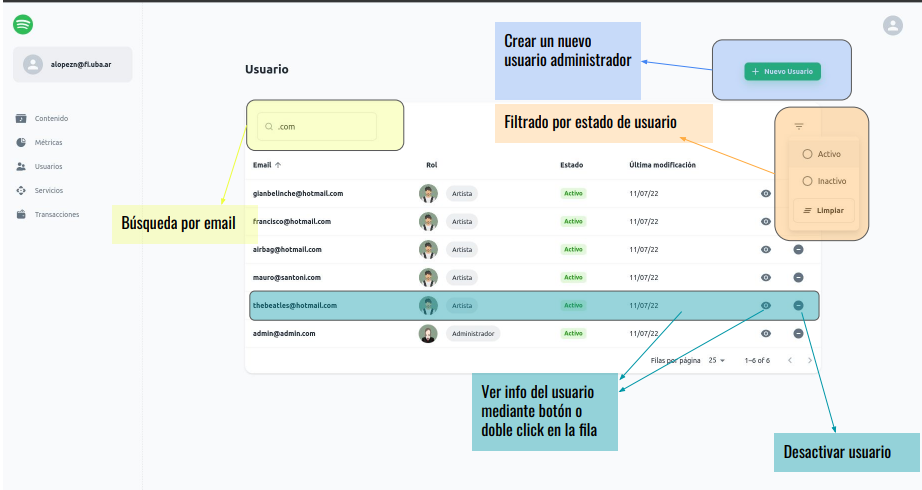 alopezn@fi.uba.ar
Contenido
Métricas
Usuarios
Servicios
Transacciones
Usuario
Crear un nuevo
usuario administrador
Nuevo Usuario
.com
Búsqueda por email
Filtrado por estado de usuario
Activo
Inactivo
Limpiar
Email Rol Estado Última modificación
gianbelinche@hotmail.com Artista Activo 11/07/22
francisco@hotmail.com Artista Activo 11/07/22
airbag@hotmail.com Artista Activo 11/07/22
mauro@santoni.com Artista Activo 11/07/22
thebeatles@hotmail.com Artista Activo 11/07/22
admin@admin.com Administrador Activo 11/07/22
Filas por página 25 1–6 of 6
Ver info del usuario
mediante botón o
doble click en la fila
Desactivar usuario